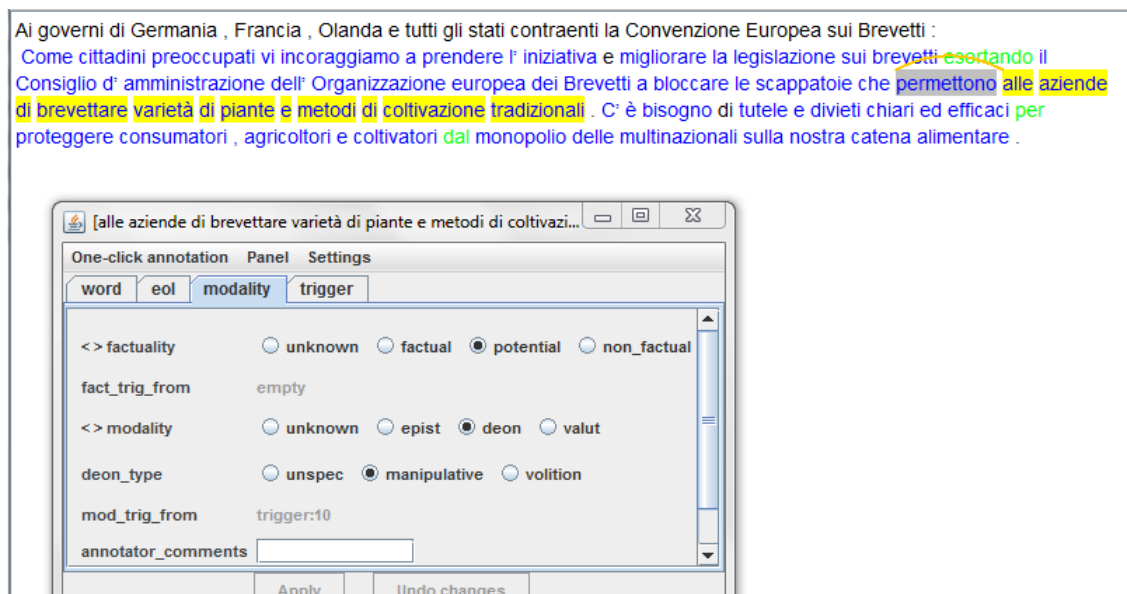 Ai governi di Germania , Francia , Olanda e tutti gli stati contraenti la Convenzione Europea sui Brevetti :
Come cittadini preoccupati vi incoraggiamo a prendere l' iniziativa e migliorare la legislazione sui brevetti esortando il
Consiglio d' amministrazione dell' Organizzazione europea dei Brevetti a bloccare le scappatoie che permettono alle aziende
di brevettare varietà di piante e metodi di coltivazione tradizionali . C' è bisogno di tutele e divieti chiari ed efficaci per
proteggere consumatori , agricoltori e coltivatori dal monopolio delle multinazionali sulla nostra catena alimentare .
[alle aziende di brevettare varietà di piante e metodi di coltivazi...
One-click annotation Panel Settings
word eol modality trigger
<> factuality unknown factual potential non_factual
fact_trig_from empty
<> modality unknown epist deon valut
deon_type unspec manipulative volition
mod_trig_from trigger:10
annotator_comments
Apply Undo changes